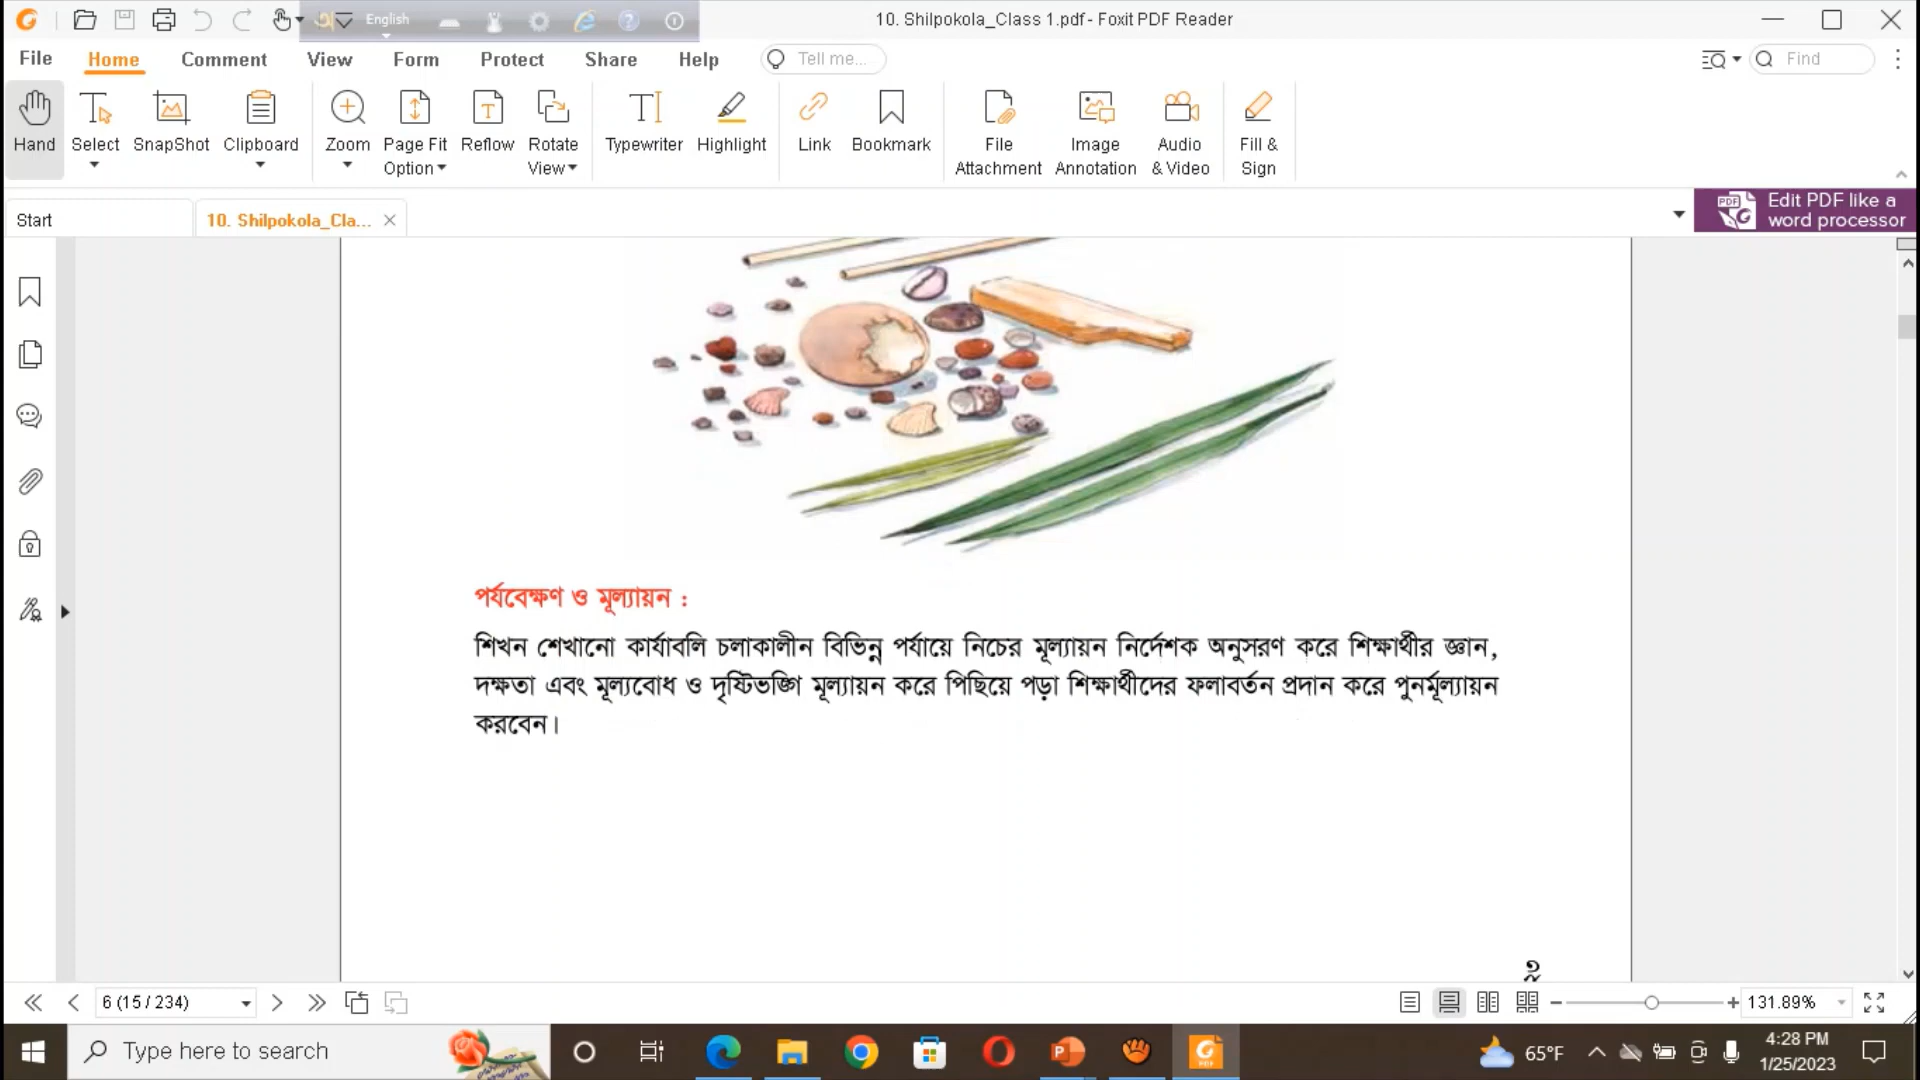 English
10. Shilpokola_Class 1.pdf - Foxit PDF Reader
File Home Comment View Form Protect Share Help Tell me... Find
Hand Select SnapShot Clipboard Zoom Page Fit Option Reflow Rotate View Typewriter Highlight Link Bookmark File Attachment Image Annotation Audio & Video Fill & Sign
Start 10. Shilpokola_Cla...
Edit PDF like a
word processor
পর্যবেক্ষণ ও মূল্যায়ন :
শিখন শেখানো কার্যাবলি চলাকালীন বিভিন্ন পর্যায়ে নিচের মূল্যায়ন নির্দেশক অনুসরণ করে শিক্ষার্থীর জ্ঞান,
দক্ষতা এবং মূল্যবোধ ও দৃষ্টিভঙ্গি মূল্যায়ন করে পিছিয়ে পড়া শিক্ষার্থীদের ফলাবর্তন প্রদান করে পুনর্মূল্যায়ন
করবেন।
6 (15 / 234)
131.89%
Type here to search
65°F
4:28 PM
1/25/2023